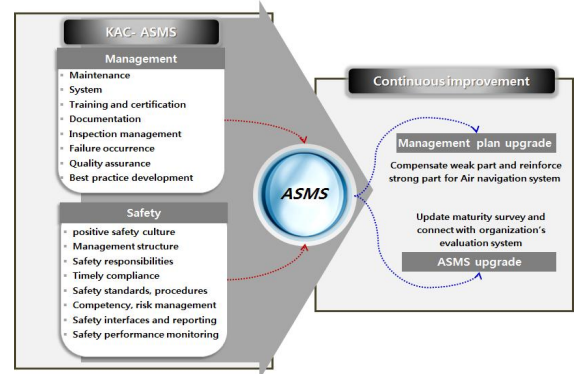 KAC- ASMS
Management
Maintenance
System
Training and certification
Documentation
Inspection management
Failure occurrence
Quality assurance
Best practice development
Safety
positive safety culture
Management structure
Safety responsibilities
Timely compliance
Safety standards, procedures
Competency, risk management
Safety interfaces and reporting
Safety performance monitoring
ASMS
Continuous improvement
Management plan upgrade
Compensate weak part and reinforce
strong part for Air navigation system
Update maturity survey and
connect with organization's
evaluation system
ASMS upgrade